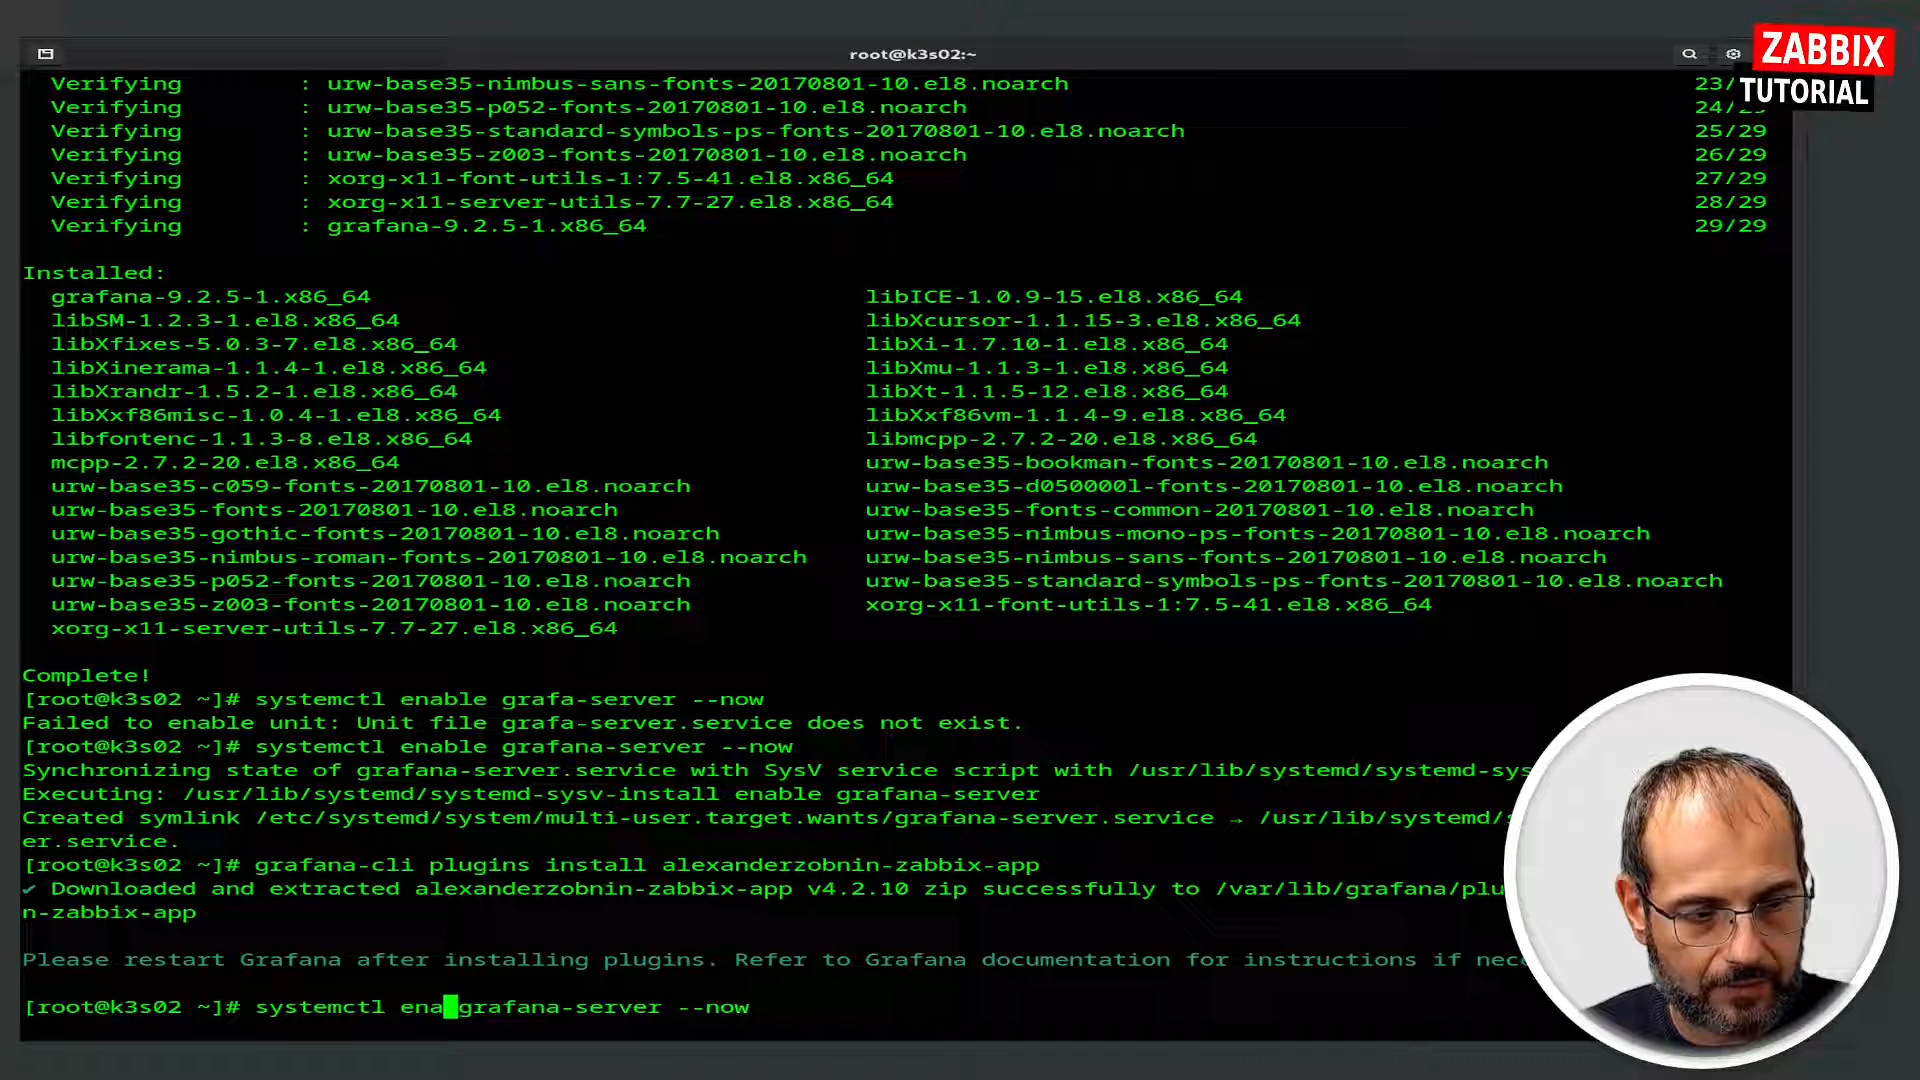 root@k3s02:~
ZABBIX
TUTORIAL
Verifying : urw-base35-nimbus-sans-fonts-20170801-10.el8.noarch 23/
Verifying : urw-base35-p052-fonts-20170801-10.el8.noarch 24/29
Verifying : urw-base35-standard-symbols-ps-fonts-20170801-10.el8.noarch 25/29
Verifying : urw-base35-z003-fonts-20170801-10.el8.noarch 26/29
Verifying : xorg-x11-font-utils-1:7.5-41.el8.x86_64 27/29
Verifying : xorg-x11-server-utils-7.7-27.el8.x86_64 28/29
Verifying : grafana-9.2.5-1.x86_64 29/29
Installed:
grafana-9.2.5-1.x86_64 libICE-1.0.9-15.el8.x86_64
libSM-1.2.3-1.el8.x86_64 libXcursor-1.1.15-3.el8.x86_64
libXfixes-5.0.3-7.el8.x86_64 libXi-1.7.10-1.el8.x86_64
libXinerama-1.1.4-1.el8.x86_64 libXmu-1.1.3-1.el8.x86_64
libXrandr-1.5.2-1.el8.x86_64 libXt-1.1.5-12.el8.x86_64
libXxf86misc-1.0.4-1.el8.x86_64 libXxf86vm-1.1.4-9.el8.x86_64
libfontenc-1.1.3-8.el8.x86_64 libmcpp-2.7.2-20.el8.x86_64
mcpp-2.7.2-20.el8.x86_64 urw-base35-bookman-fonts-20170801-10.el8.noarch
urw-base35-c059-fonts-20170801-10.el8.noarch urw-base35-d050000l-fonts-20170801-10.el8.noarch
urw-base35-fonts-20170801-10.el8.noarch urw-base35-fonts-common-20170801-10.el8.noarch
urw-base35-gothic-fonts-20170801-10.el8.noarch urw-base35-nimbus-mono-ps-fonts-20170801-10.el8.noarch
urw-base35-nimbus-roman-fonts-20170801-10.el8.noarch urw-base35-nimbus-sans-fonts-20170801-10.el8.noarch
urw-base35-p052-fonts-20170801-10.el8.noarch urw-base35-standard-symbols-ps-fonts-20170801-10.el8.noarch
urw-base35-z003-fonts-20170801-10.el8.noarch xorg-x11-font-utils-1:7.5-41.el8.x86_64
xorg-x11-server-utils-7.7-27.el8.x86_64
Complete!
[root@k3s02 ~]# systemctl enable grafa-server --now
Failed to enable unit: Unit file grafa-server.service does not exist.
[root@k3s02 ~]# systemctl enable grafana-server --now
Synchronizing state of grafana-server.service with SysV service script with /usr/lib/systemd/systemd-sys
Executing: /usr/lib/systemd/systemd-sysv-install enable grafana-server
Created symlink /etc/systemd/system/multi-user.target.wants/grafana-server.service → /usr/lib/systemd/
er.service.
[root@k3s02 ~]# grafana-cli plugins install alexanderzobnin-zabbix-app
✔ Downloaded and extracted alexanderzobnin-zabbix-app v4.2.10 zip successfully to /var/lib/grafana/plu
n-zabbix-app
Please restart Grafana after installing plugins. Refer to Grafana documentation for instructions if nec
[root@k3s02 ~]# systemctl ena grafana-server --now